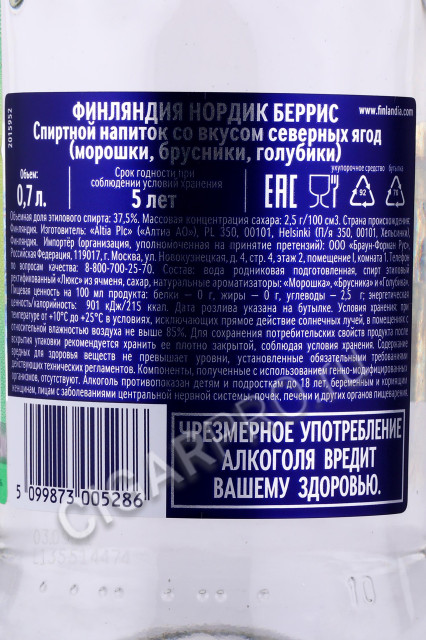 www.finlandia.com
2015952
ФИНЛЯНДИЯ НОРДИК БЕРРИС
Спиртной напиток со вкусом северных ягод
(морошки, брусники, голубики)
Объем:
0,7 л.
Срок годности при
соблюдении условий хранения
5 лет
укупорочное средство бутылка
EAC
92
70
Объемная доля этилового спирта: 37,5%. Массовая концентрация сахара: 2,5 г/100 см3. Страна происхождения:
Финляндия. Изготовитель: «Altia Plc» («Алтиа АО»), PL 350, 00101, Helsinki (П/я 350, 00101, Хельсинки),
Финляндия. Импортёр (организация, уполномоченная на принятие претензий): ООО «Браун-Форман Рус»,
Российская Федерация, 119017, г. Москва, ул. Новокузнецкая, д. 4, стр. 4, этаж 2, помещение I, комната 1. Телефон
по вопросам качества: 8-800-700-25-70. Состав: вода родниковая подготовленная, спирт этиловый
ректификованный «Люкс» из ячменя, сахар, натуральные ароматизаторы: «Морошка», «Брусника» и «Голубика».
Пищевая ценность на 100 мл продукта: белки — 0 г, жиры — 0 г, углеводы — 2,5 г; энергетическая
ценность/калорийность: 901 кДж/215 ккал. Дата розлива указана на бутылке. Условия хранения: при
температуре от +10°С до +25°С в условиях, исключающих прямое действие солнечных лучей, в помещении с
относительной влажностью воздуха не выше 85%. Для сохранения потребительских свойств продукта после
вскрытия упаковки рекомендуется хранить ее плотно закрытой, соблюдая условия хранения. Содержание
вредных для здоровья веществ не превышает уровни, установленные обязательными требованиями
действующих технических регламентов. Компоненты, полученные с использованием генно-модифицированных
организмов, отсутствуют. Алкоголь противопоказан детям и подросткам до 18 лет, беременным и кормящим
женщинам, лицам с заболеваниями центральной нервной системы, почек, печени и других органов пищеварения.
ЧРЕЗМЕРНОЕ УПОТРЕБЛЕНИЕ
АЛКОГОЛЯ ВРЕДИТ
ВАШЕМУ ЗДОРОВЬЮ.
5 099873 005286
CIGARPRO.RU
10